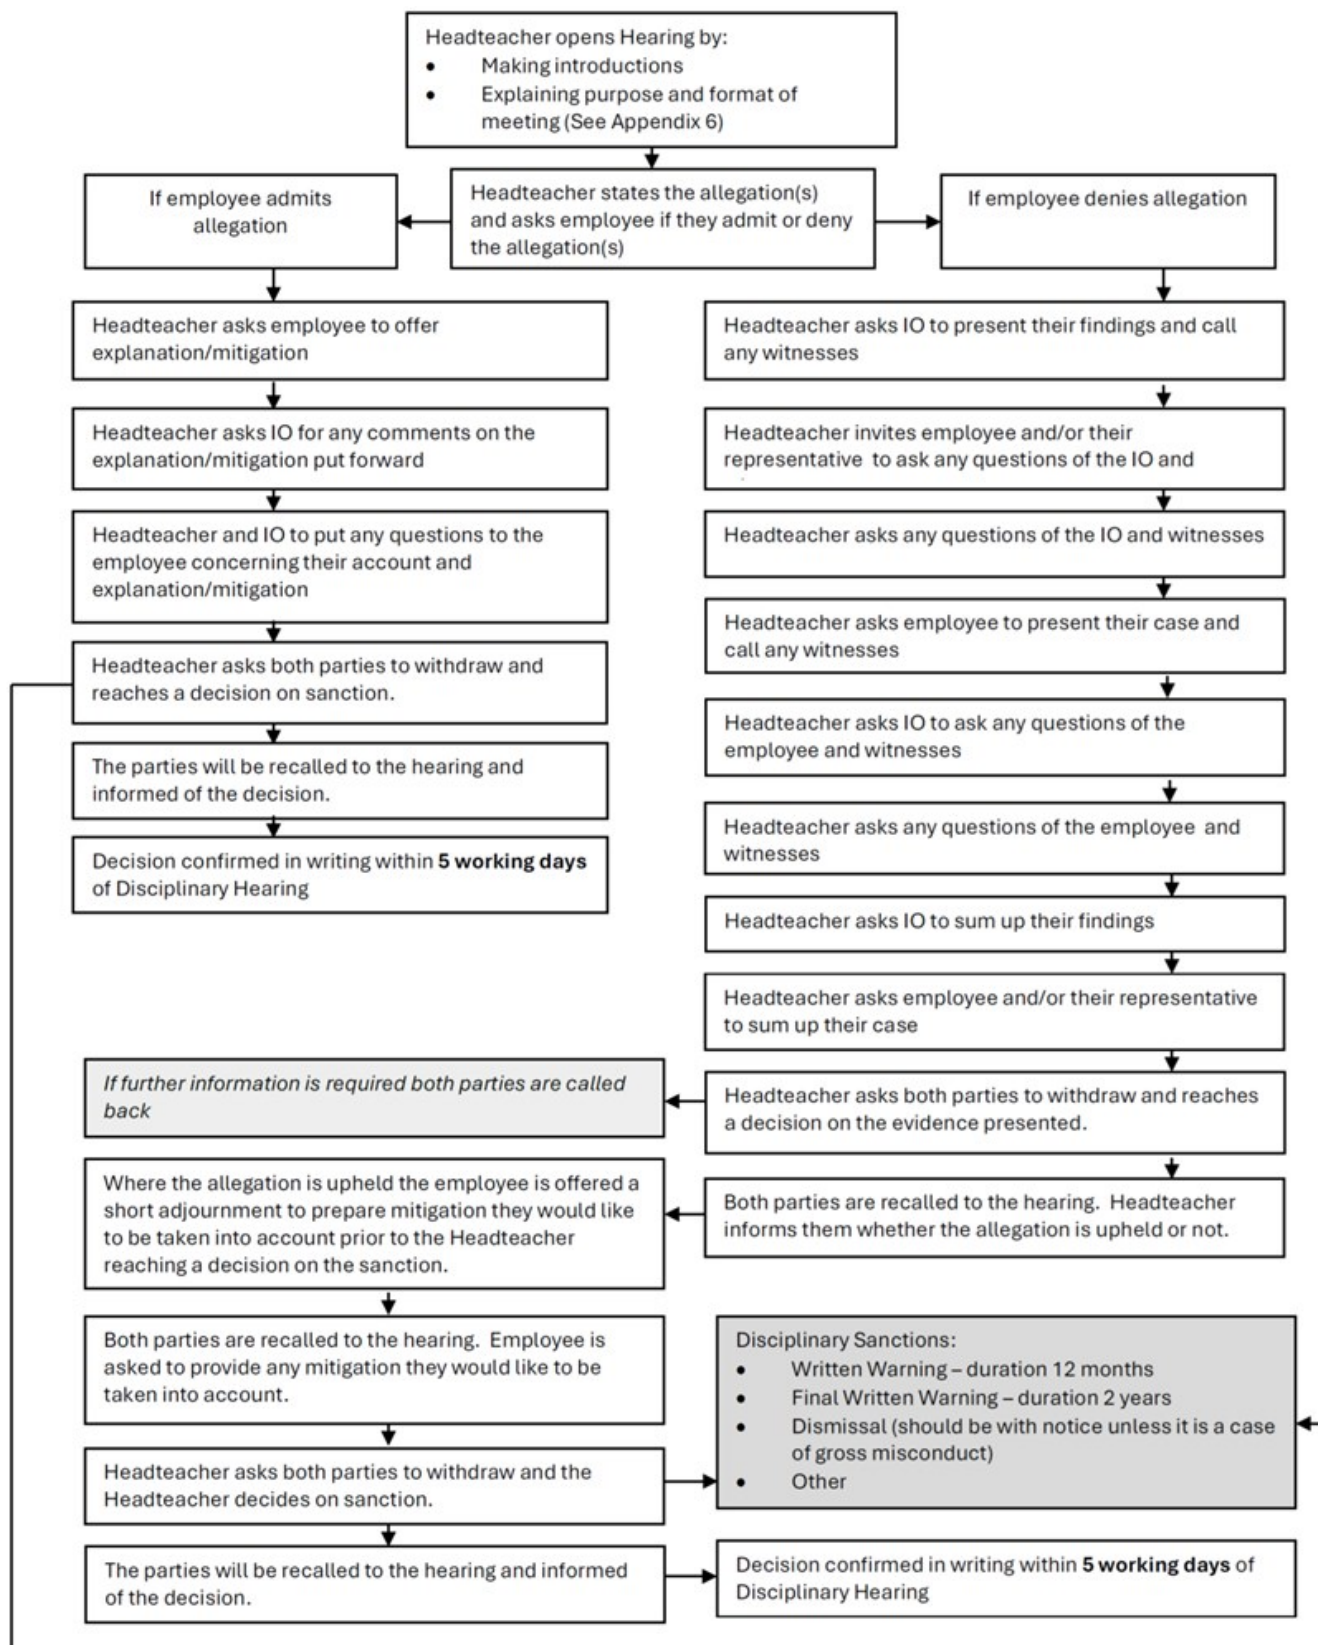 Headteacher opens Hearing by:
• Making introductions
• Explaining purpose and format of
meeting (See Appendix 6)
If employee admits
allegation
Headteacher states the allegation(s)
and asks employee if they admit or deny
the allegation(s)
If employee denies allegation
Headteacher asks employee to offer
explanation/mitigation
Headteacher asks IO for any comments on the
explanation/mitigation put forward
Headteacher and IO to put any questions to the
employee concerning their account and
explanation/mitigation
Headteacher asks both parties to withdraw and
reaches a decision on sanction.
The parties will be recalled to the hearing and
informed of the decision.
Decision confirmed in writing within 5 working days
of Disciplinary Hearing
Headteacher asks IO to present their findings and call
any witnesses
Headteacher invites employee and/or their
representative to ask any questions of the IO and
Headteacher asks any questions of the IO and witnesses
Headteacher asks employee to present their case and
call any witnesses
Headteacher asks IO to ask any questions of the
employee and witnesses
Headteacher asks any questions of the employee and
witnesses
Headteacher asks IO to sum up their findings
Headteacher asks employee and/or their representative
to sum up their case
Headteacher asks both parties to withdraw and reaches
a decision on the evidence presented.
If further information is required both parties are called
back
Both parties are recalled to the hearing. Headteacher
informs them whether the allegation is upheld or not.
Where the allegation is upheld the employee is offered a
short adjournment to prepare mitigation they would like
to be taken into account prior to the Headteacher
reaching a decision on the sanction.
Both parties are recalled to the hearing. Employee is
asked to provide any mitigation they would like to be
taken into account.
Headteacher asks both parties to withdraw and the
Headteacher decides on sanction.
Disciplinary Sanctions:
• Written Warning – duration 12 months
• Final Written Warning – duration 2 years
• Dismissal (should be with notice unless it is a case
of gross misconduct)
• Other
The parties will be recalled to the hearing and informed
of the decision.
Decision confirmed in writing within 5 working days of
Disciplinary Hearing